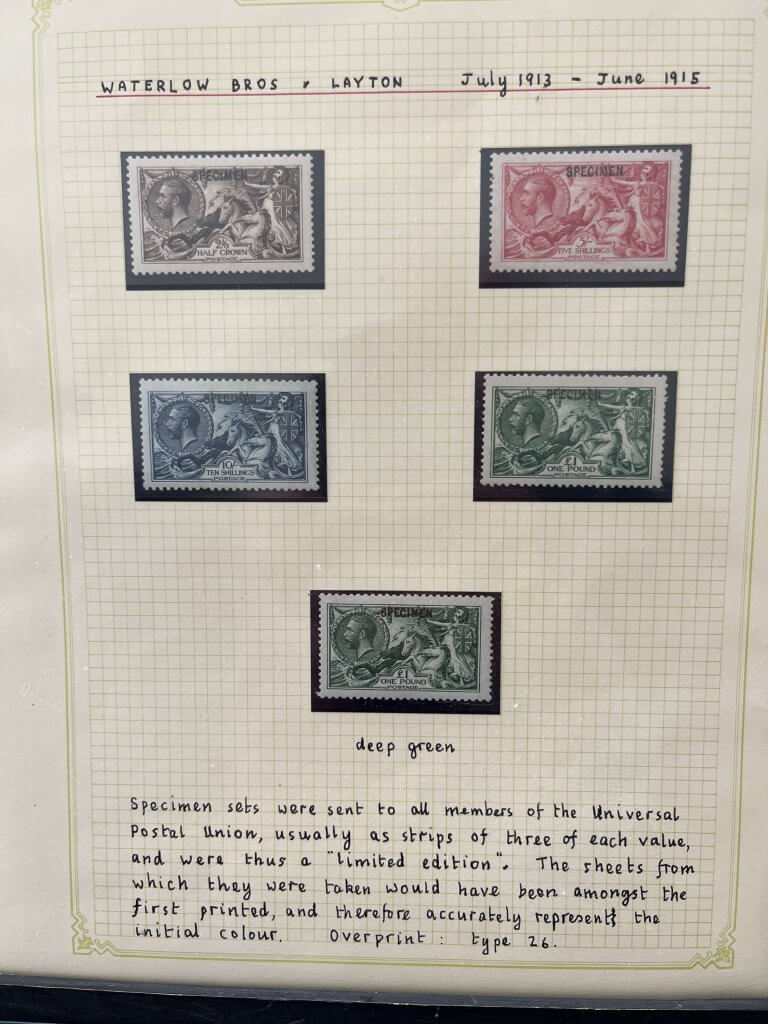 WATERLOW BROS & LAYTON July 1913 - June 1915
SPECIMEN SPECIMEN
2/6 5/-
HALF CROWN FIVE SHILLINGS
POSTAGE POSTAGE
SPECIMEN SPECIMEN
10/- £1
TEN SHILLINGS ONE POUND
POSTAGE POSTAGE
SPECIMEN
£1
ONE POUND
POSTAGE
deep green
Specimen sets were sent to all members of the Universal
Postal Union, usually as strips of three of each value,
and were thus a "limited edition". The sheets from
which they were taken would have been amongst the
first printed, and therefore accurately represent the
initial colour. Overprint : type 26.